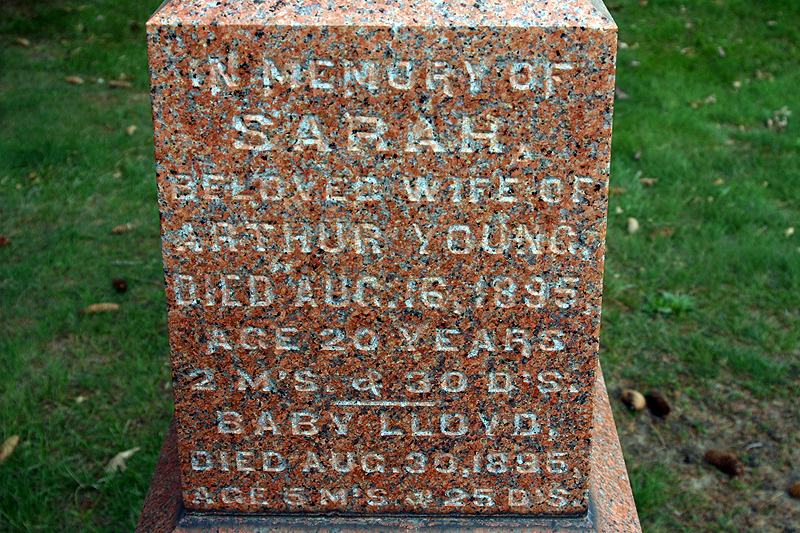 IN MEMORY OF
SARAH,
BELOVED WIFE OF
ARTHUR YOUNG,
DIED AUG. 16, 1895,
AGE 20 YEARS
2 M'S. & 30 D'S.
BABY LLOYD,
DIED AUG. 30, 1895,
AGE 5 M'S. & 25 D'S.